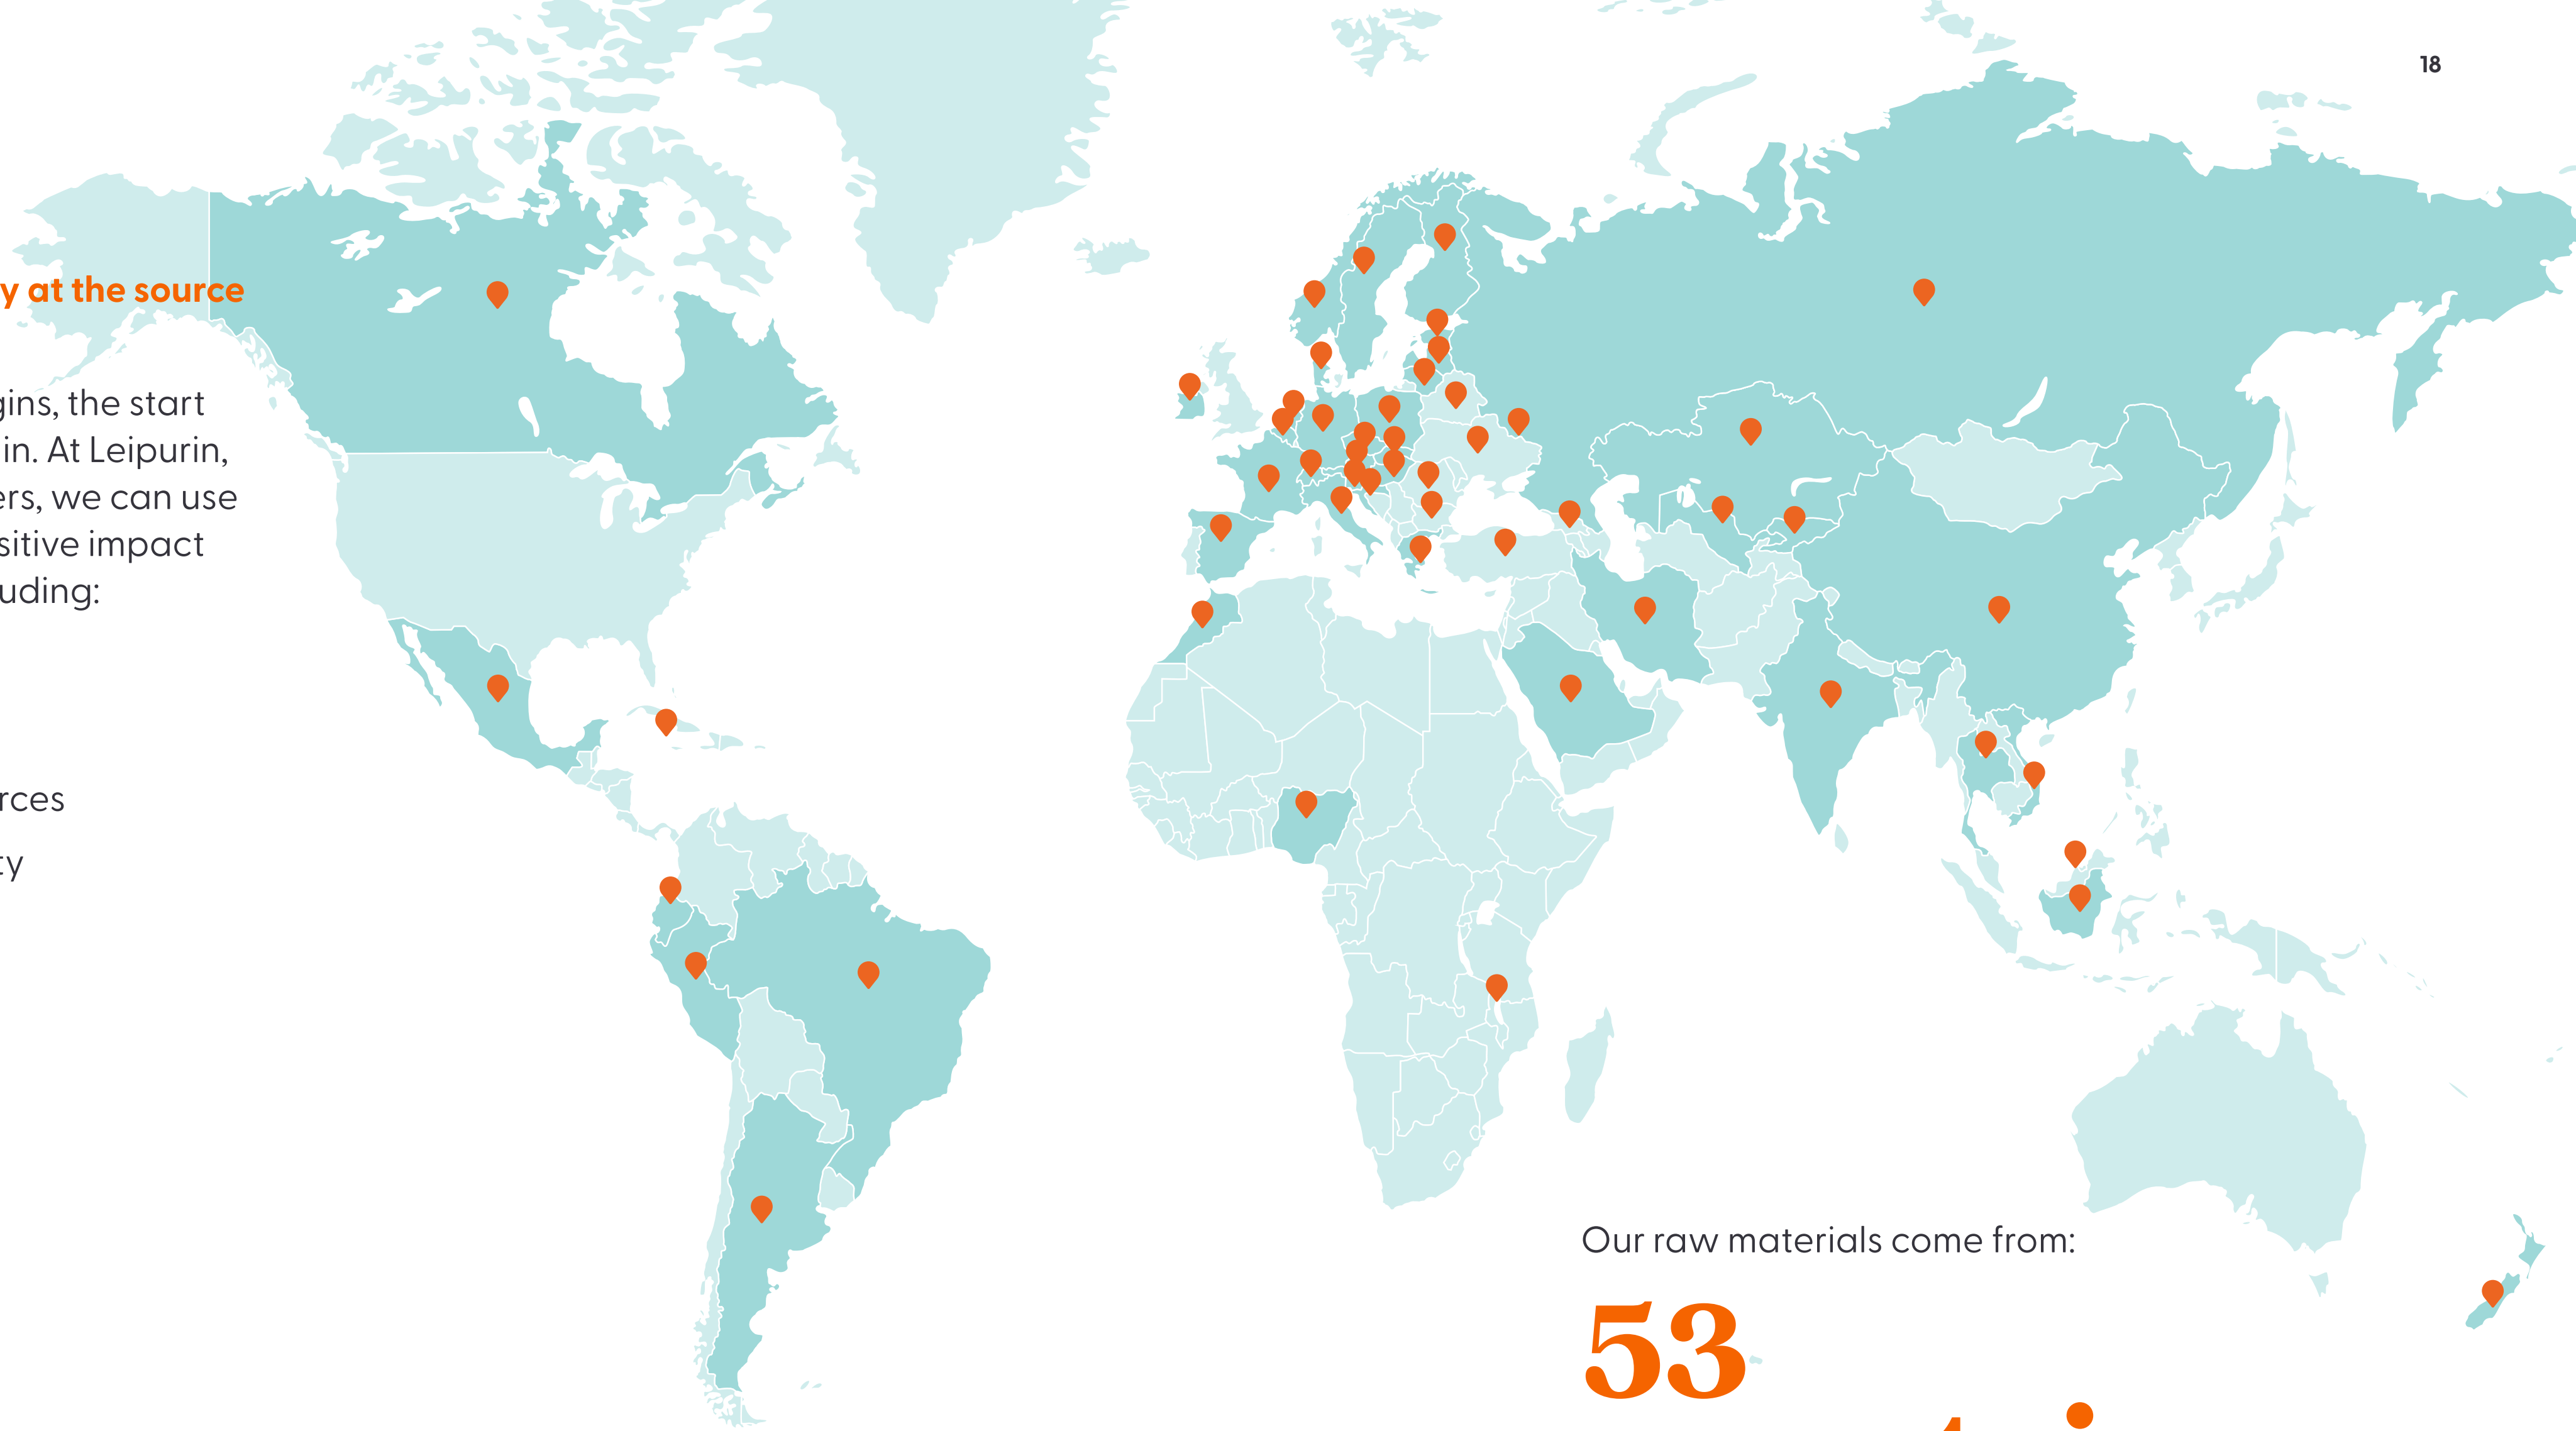 18
y at the source
gins, the start
in. At Leipurin,
ers, we can use
sitive impact
uding:
rces
ty
Our raw materials come from:
53